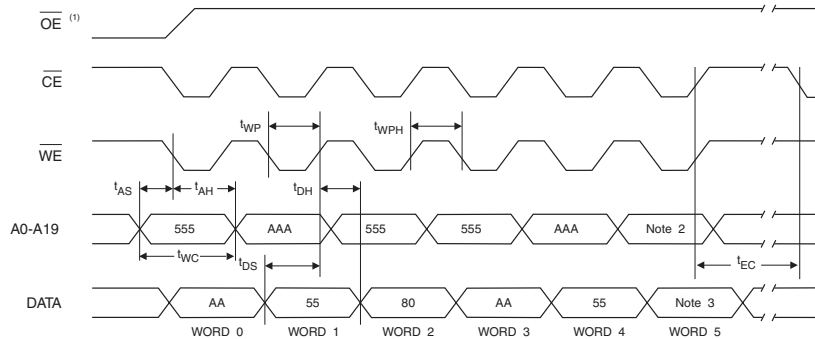 OE (1)
CE
tWP
tWPH
WE
tAS
tAH
tDH
A0-A19
555
AAA
555
555
AAA
Note 2
tWC
tDS
tEC
DATA
AA
55
80
AA
55
Note 3
WORD 0
WORD 1
WORD 2
WORD 3
WORD 4
WORD 5